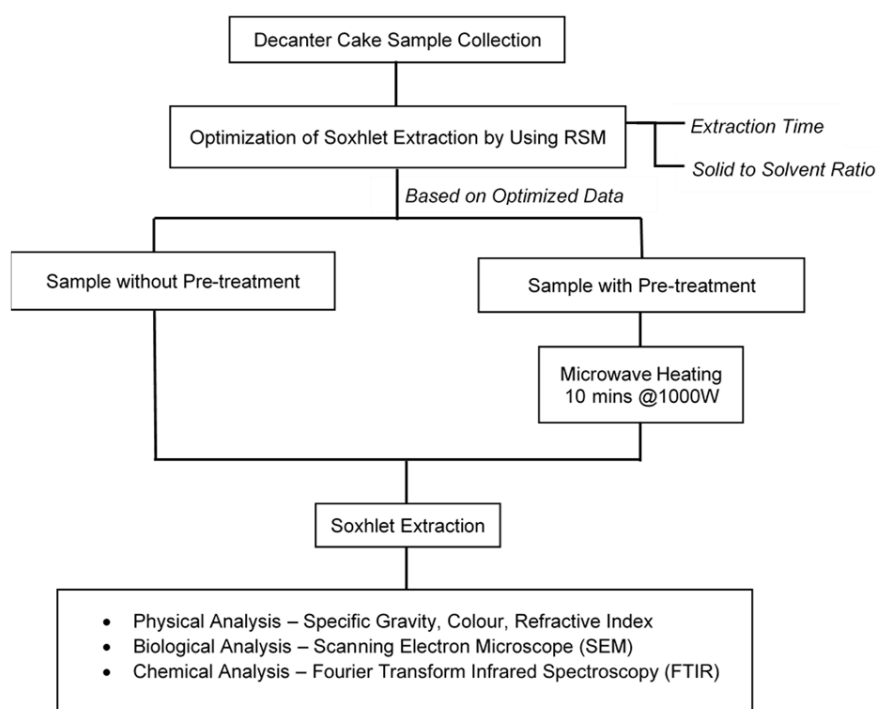 Decanter Cake Sample Collection
Optimization of Soxhlet Extraction by Using RSM
Extraction Time
Solid to Solvent Ratio
Based on Optimized Data
Sample without Pre-treatment
Sample with Pre-treatment
Microwave Heating
10 mins @1000W
Soxhlet Extraction
• Physical Analysis – Specific Gravity, Colour, Refractive Index
• Biological Analysis – Scanning Electron Microscope (SEM)
• Chemical Analysis – Fourier Transform Infrared Spectroscopy (FTIR)